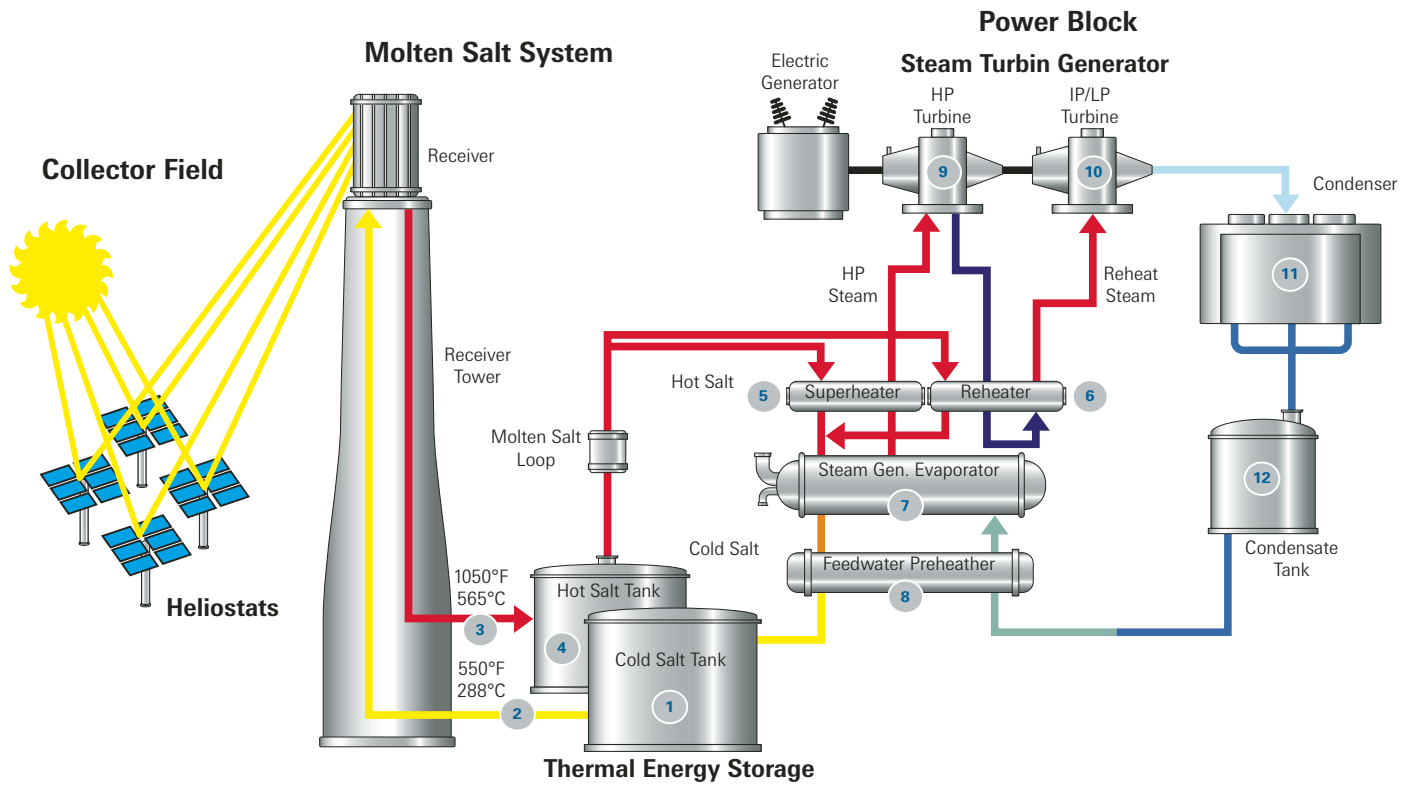 Power Block
Molten Salt System
Steam Turbin Generator
Electric
Generator
HP
Turbine
IP/LP
Turbine
Receiver
Collector Field
9
10
Condenser
11
HP
Steam
Reheat
Steam
Receiver
Tower
Hot Salt
5
Superheater
Reheater
6
Molten Salt
Loop
Steam Gen. Evaporator
7
12
Cold Salt
Condensate
Tank
Feedwater Preheather
8
1050°F
565°C
3
Hot Salt Tank
4
Heliostats
550°F
288°C
2
Cold Salt Tank
1
Thermal Energy Storage